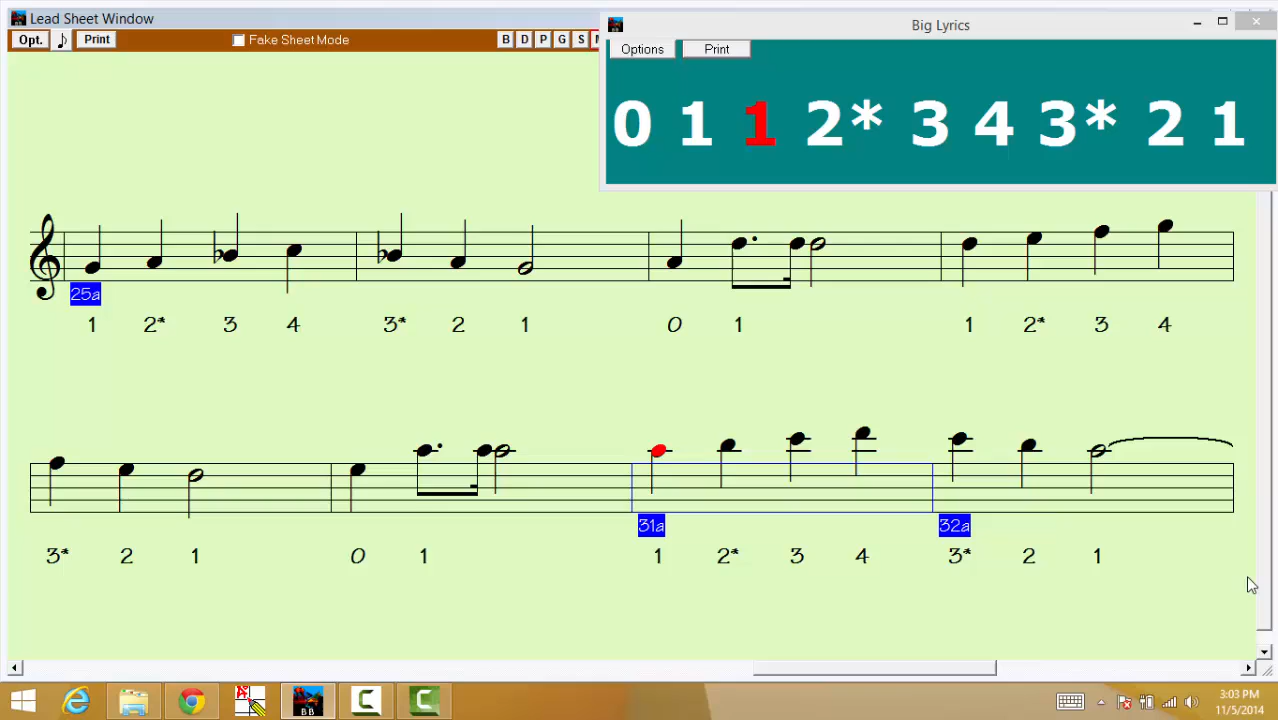 Lead Sheet Window
Big Lyrics
Opt. Print Fake Sheet Mode B D P G S
Options Print
0 1 1 2* 3 4 3* 2 1
25a
1 2* 3 4 3* 2 1 0 1 1 2* 3 4
31a 32a
3* 2 1 0 1 1 2* 3 4 3* 2 1
BB
3:03 PM
11/5/2014